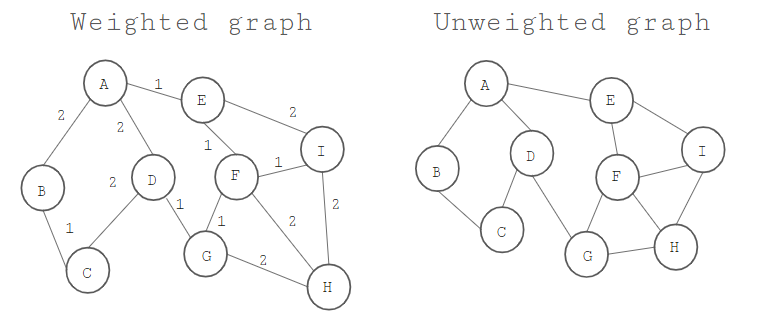 Weighted graph
Unweighted graph
A 1 E 2 I
2 2 1 1
B 2 D F 2
1 1 1 2
C G 2 H
A E
B D F I
C G H